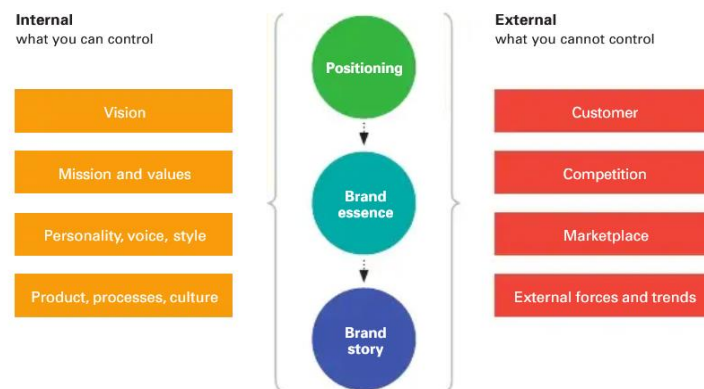 Internal
what you can control
Vision
Mission and values
Personality, voice, style
Product, processes, culture
Positioning
Brand
essence
Brand
story
External
what you cannot control
Customer
Competition
Marketplace
External forces and trends